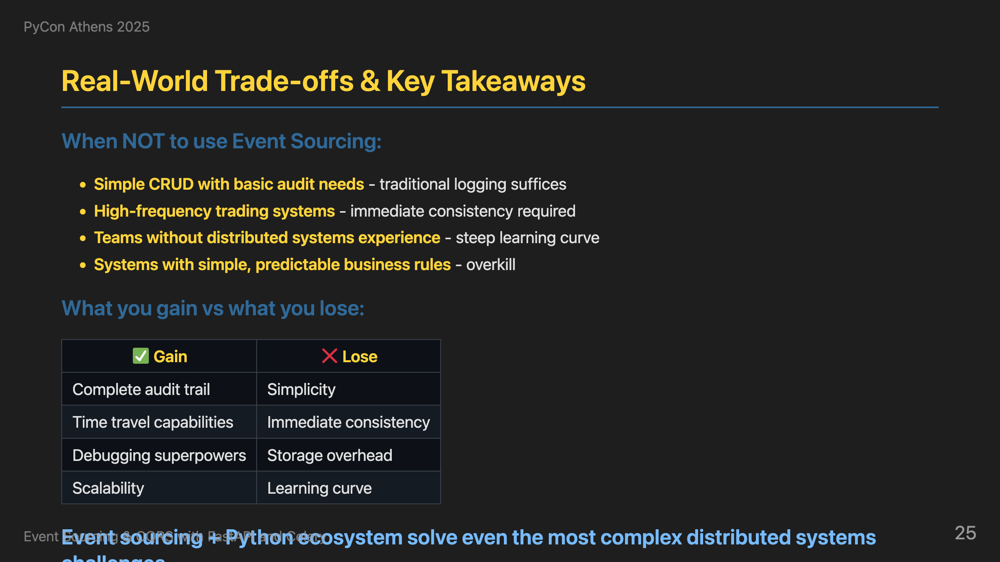 PyCon Athens 2025
Real-World Trade-offs & Key Takeaways
When NOT to use Event Sourcing:
• Simple CRUD with basic audit needs - traditional logging suffices
• High-frequency trading systems - immediate consistency required
• Teams without distributed systems experience - steep learning curve
• Systems with simple, predictable business rules - overkill
What you gain vs what you lose:
✅ Gain ❌ Lose
Complete audit trail Simplicity
Time travel capabilities Immediate consistency
Debugging superpowers Storage overhead
Scalability Learning curve
Event sourcing + Python ecosystem solve even the most complex distributed systems
challenges
Event Sourcing & CQRS with FastAPI and Celery
25